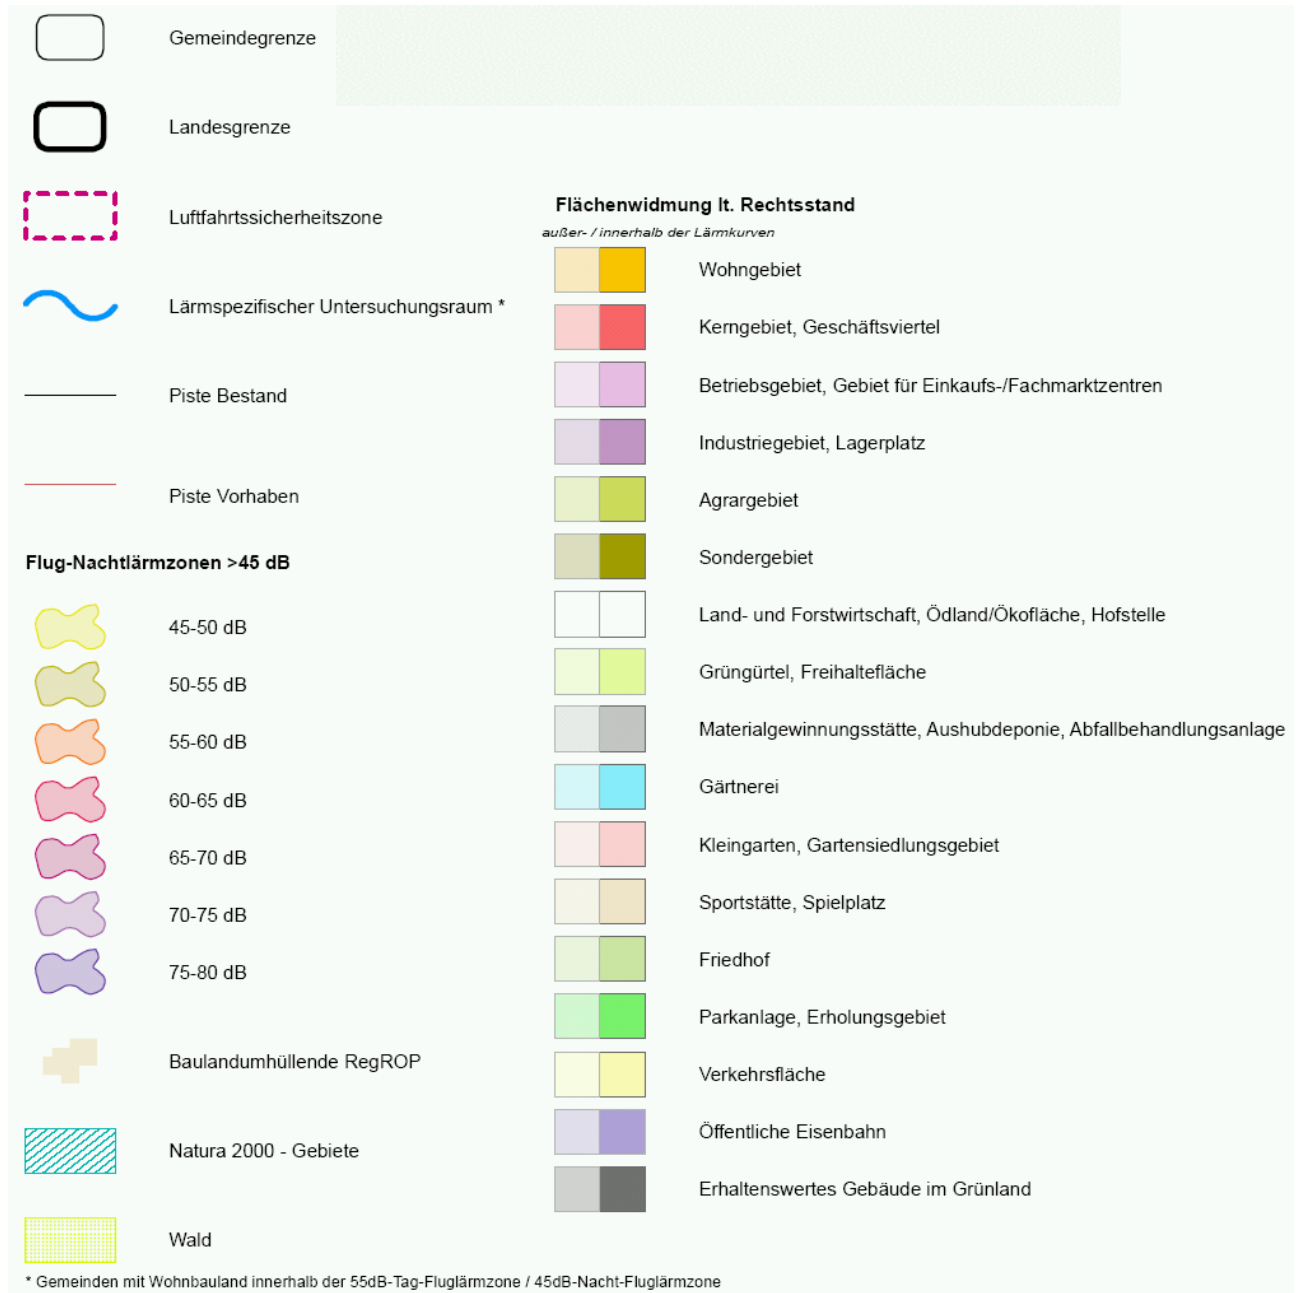 Gemeindegrenze
Landesgrenze
Luftfahrtssicherheitszone
Lärmspezifischer Untersuchungsraum *
Piste Bestand
Piste Vorhaben
Flug-Nachtlärmzonen >45 dB
45-50 dB
50-55 dB
55-60 dB
60-65 dB
65-70 dB
70-75 dB
75-80 dB
Baulandumhüllende RegROP
Natura 2000 - Gebiete
Wald
Flächenwidmung lt. Rechtsstand
außer- / innerhalb der Lärmkurven
Wohngebiet
Kerngebiet, Geschäftsviertel
Betriebsgebiet, Gebiet für Einkaufs-/Fachmarktzentren
Industriegebiet, Lagerplatz
Agrargebiet
Sondergebiet
Land- und Forstwirtschaft, Ödland/Ökofläche, Hofstelle
Grüngürtel, Freihaltefläche
Materialgewinnungsstätte, Aushubdeponie, Abfallbehandlungsanlage
Gärtnerei
Kleingarten, Gartensiedlungsgebiet
Sportstätte, Spielplatz
Friedhof
Parkanlage, Erholungsgebiet
Verkehrsfläche
Öffentliche Eisenbahn
Erhaltenswertes Gebäude im Grünland
* Gemeinden mit Wohnbauland innerhalb der 55dB-Tag-Fluglärmzone / 45dB-Nacht-Fluglärmzone